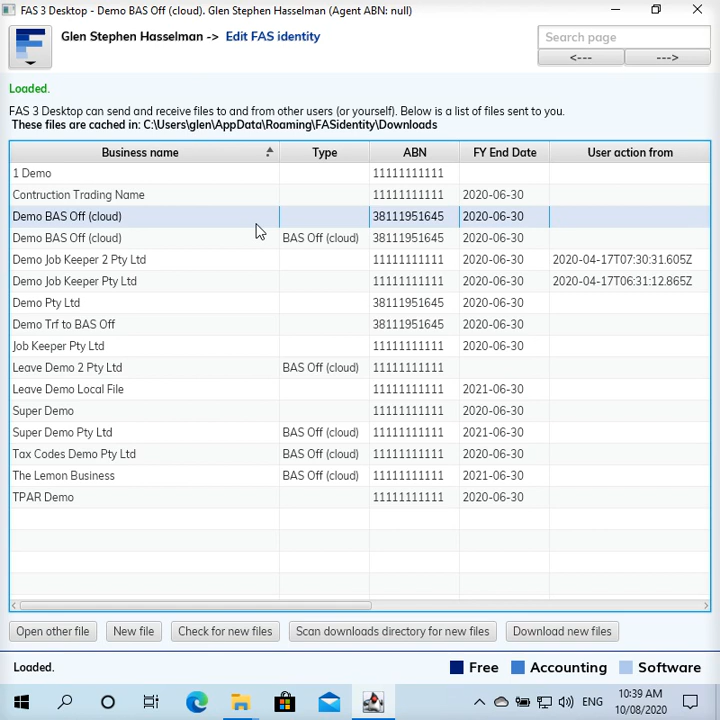 FAS 3 Desktop - Demo BAS Off (cloud). Glen Stephen Hasselman (Agent ABN: null)
Glen Stephen Hasselman -> Edit FAS identity
Search page
<--- --->
Loaded.
FAS 3 Desktop can send and receive files to and from other users (or yourself). Below is a list of files sent to you.
These files are cached in: C:\Users\glen\AppData\Roaming\FASidentity\Downloads
Business name Type ABN FY End Date User action from
1 Demo 11111111111
Contruction Trading Name 11111111111 2020-06-30
Demo BAS Off (cloud) 38111951645 2020-06-30
Demo BAS Off (cloud) BAS Off (cloud) 38111951645 2020-06-30
Demo Job Keeper 2 Pty Ltd 11111111111 2020-06-30 2020-04-17T07:30:31.605Z
Demo Job Keeper Pty Ltd 11111111111 2020-06-30 2020-04-17T06:31:12.865Z
Demo Pty Ltd 38111951645 2020-06-30
Demo Trf to BAS Off 38111951645 2020-06-30
Job Keeper Pty Ltd 11111111111 2020-06-30
Leave Demo 2 Pty Ltd BAS Off (cloud) 11111111111
Leave Demo Local File 11111111111 2021-06-30
Super Demo 11111111111 2020-06-30
Super Demo Pty Ltd BAS Off (cloud) 11111111111 2021-06-30
Tax Codes Demo Pty Ltd BAS Off (cloud) 11111111111 2020-06-30
The Lemon Business BAS Off (cloud) 11111111111 2021-06-30
TPAR Demo 11111111111 2020-06-30
Open other file New file Check for new files Scan downloads directory for new files Download new files
Loaded. Free Accounting Software
ENG 10:39 AM
10/08/2020